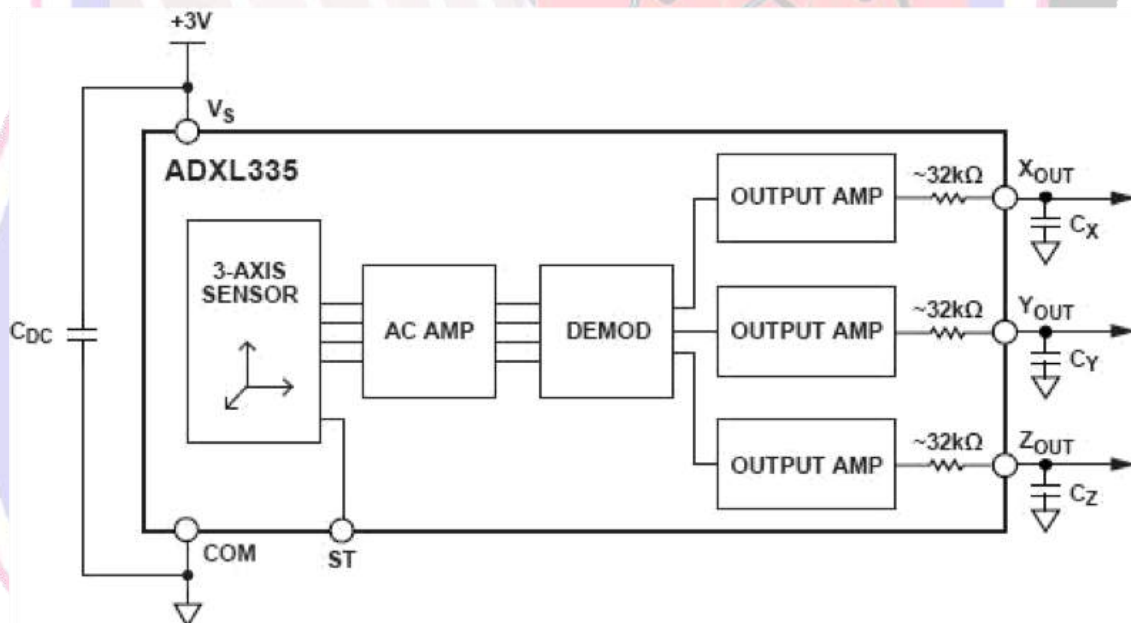 +3V
VS
ADXL335
3-AXIS
SENSOR
AC AMP
DEMOD
OUTPUT AMP
~32kΩ
XOUT
CX
OUTPUT AMP
~32kΩ
YOUT
CY
OUTPUT AMP
~32kΩ
ZOUT
CZ
CDC
COM
ST